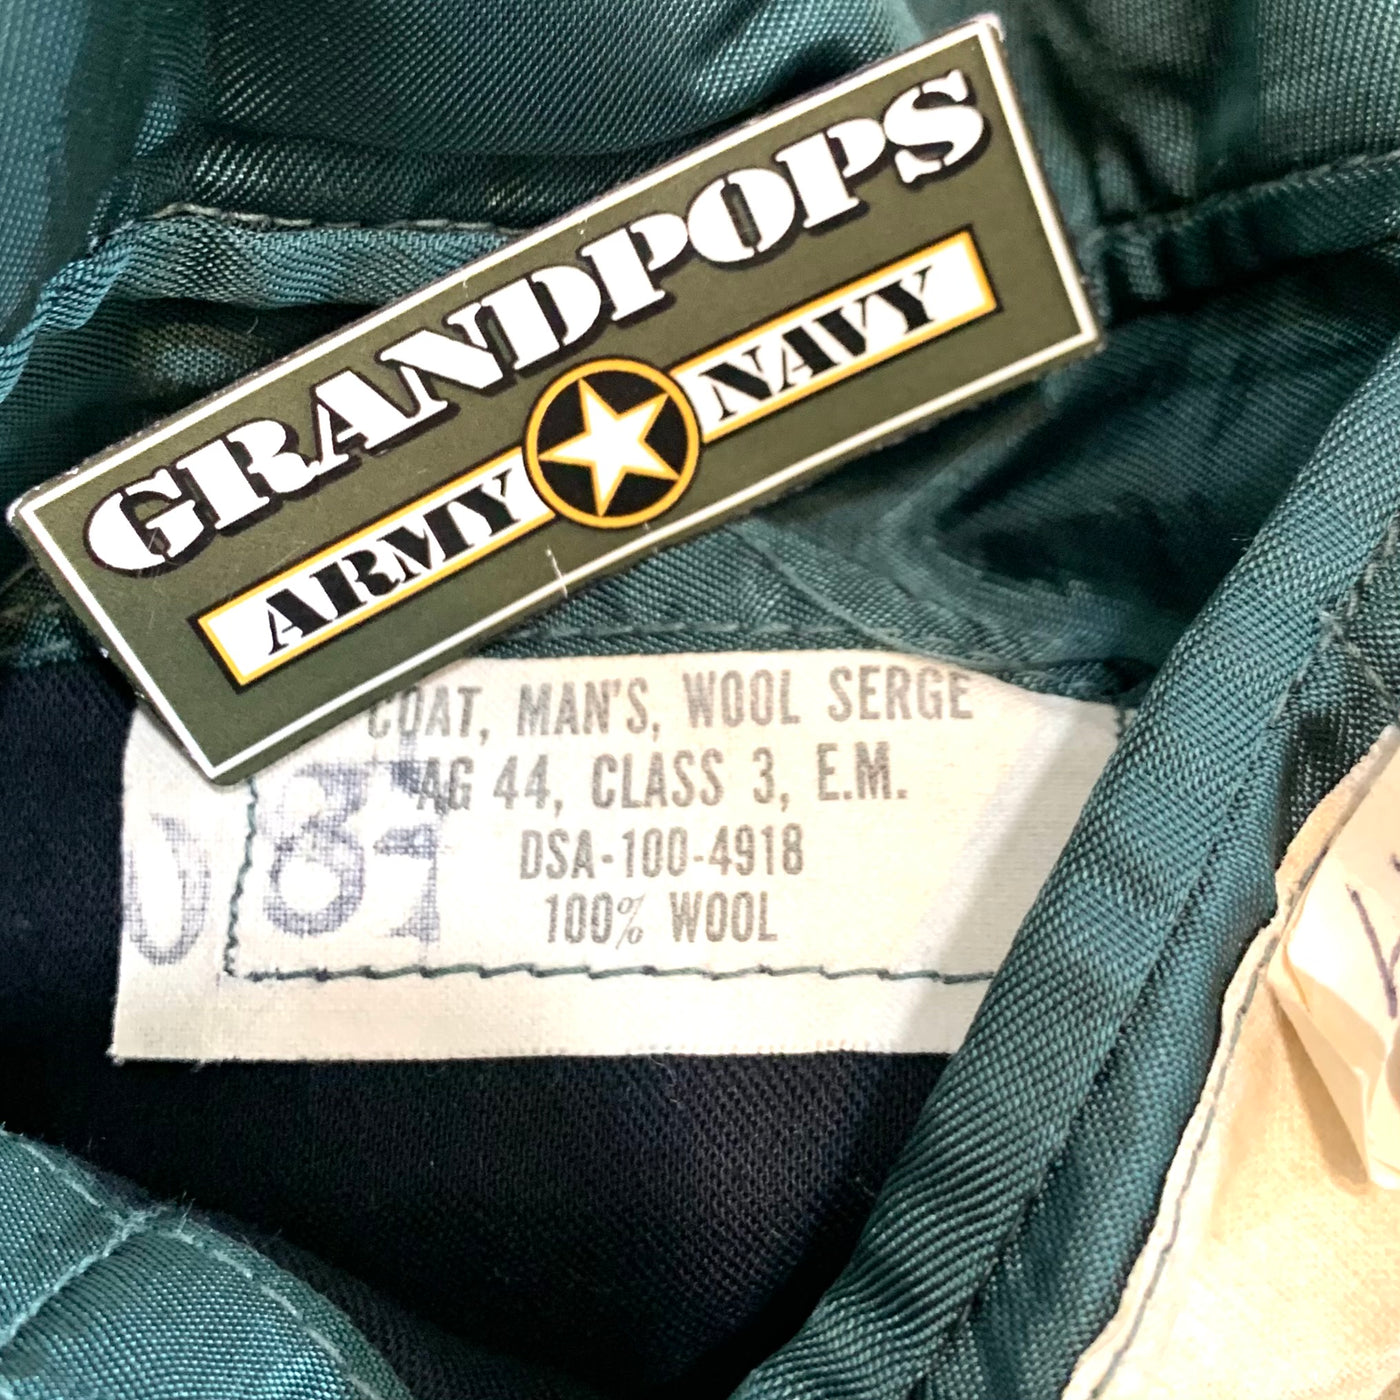 GRANDPOPS
ARMY NAVY
COAT, MAN'S, WOOL SERGE
AG 44, CLASS 3, E.M.
DSA-100-4918
100% WOOL